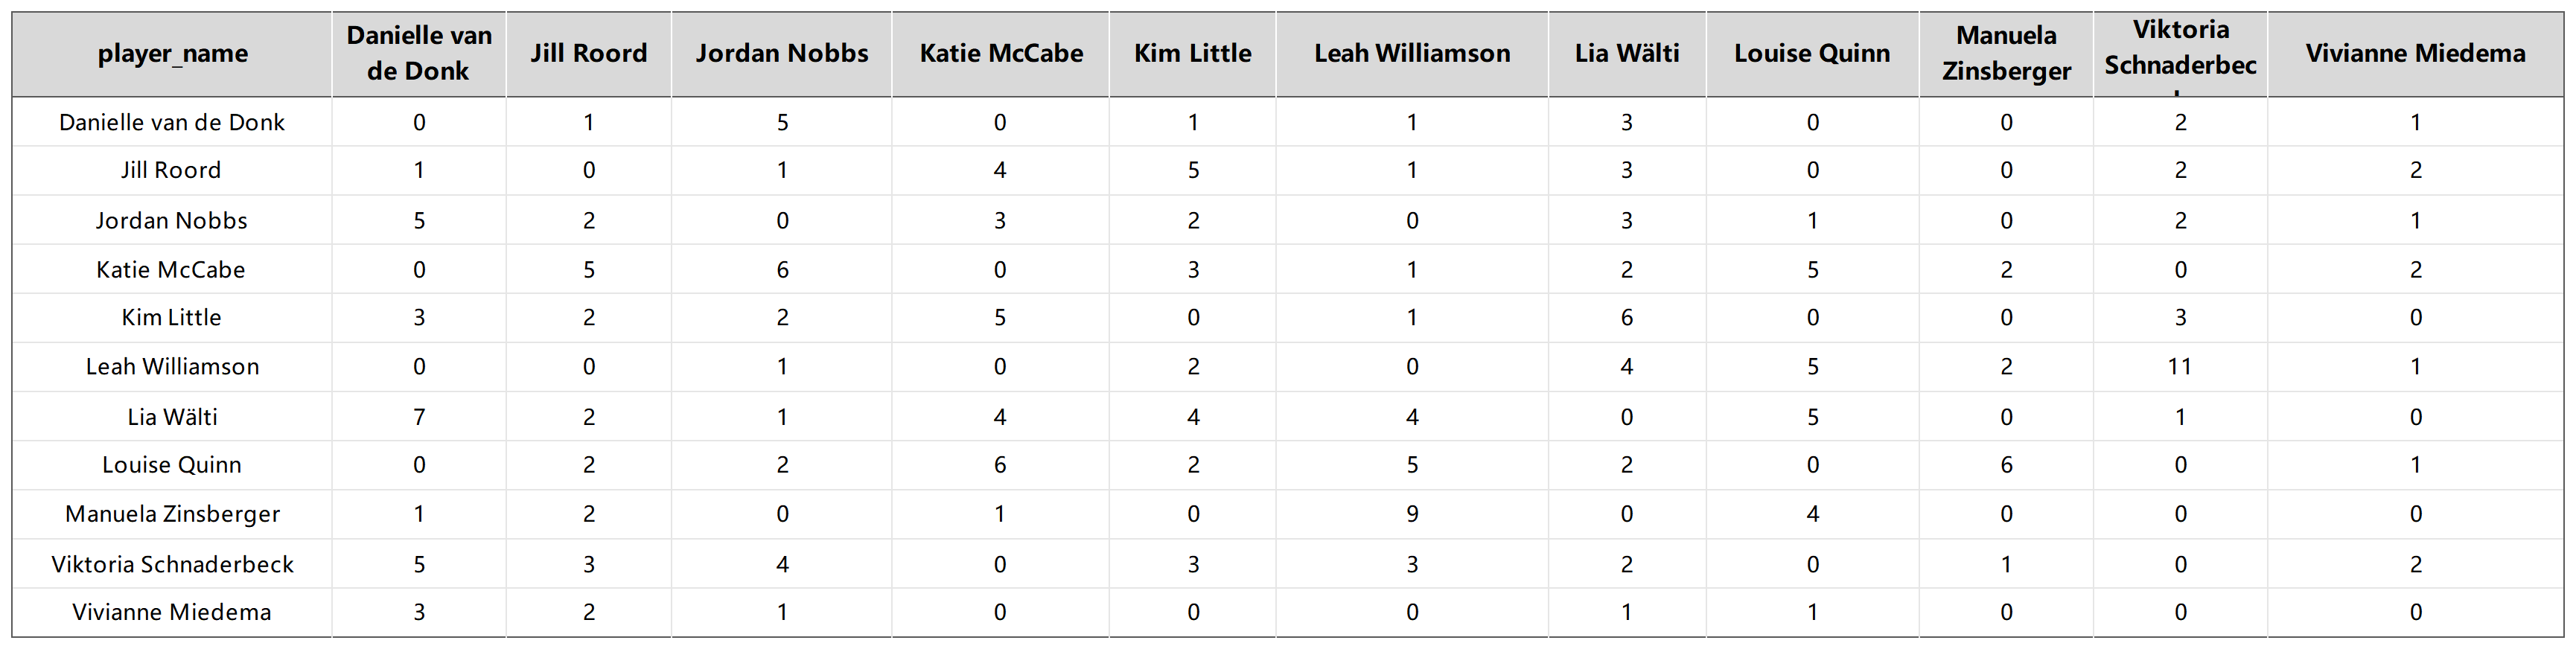 player_name Danielle van de Donk Jill Roord Jordan Nobbs Katie McCabe Kim Little Leah Williamson Lia Wälti Louise Quinn Manuela Zinsberger Viktoria Schnaderbec Vivianne Miedema
Danielle van de Donk 0 1 5 0 1 1 3 0 0 2 1
Jill Roord 1 0 1 4 5 1 3 0 0 2 2
Jordan Nobbs 5 2 0 3 2 0 3 1 0 2 1
Katie McCabe 0 5 6 0 3 1 2 5 2 0 2
Kim Little 3 2 2 5 0 1 6 0 0 3 0
Leah Williamson 0 0 1 0 2 0 4 5 2 11 1
Lia Wälti 7 2 1 4 4 4 0 5 0 1 0
Louise Quinn 0 2 2 6 2 5 2 0 6 0 1
Manuela Zinsberger 1 2 0 1 0 9 0 4 0 0 0
Viktoria Schnaderbeck 5 3 4 0 3 3 2 0 1 0 2
Vivianne Miedema 3 2 1 0 0 0 1 1 0 0 0